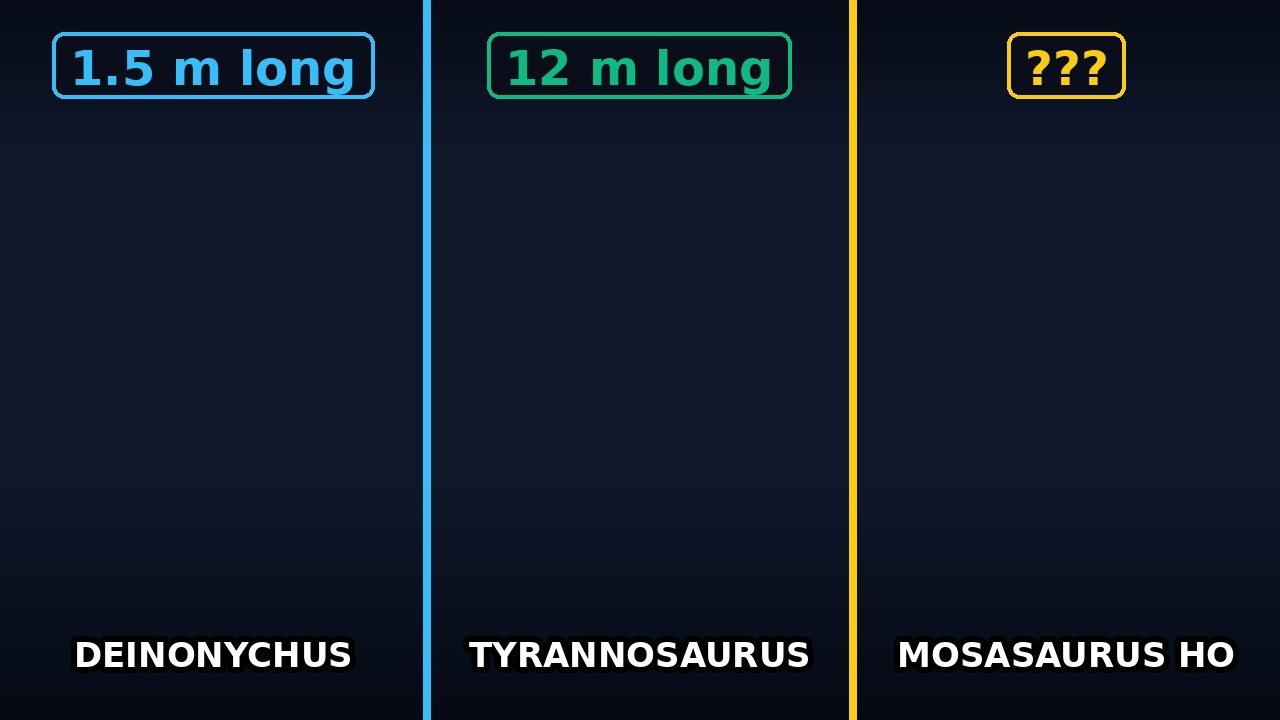 1.5 m long
12 m long
???
DEINONYCHUS
TYRANNOSAURUS
MOSASAURUS HO